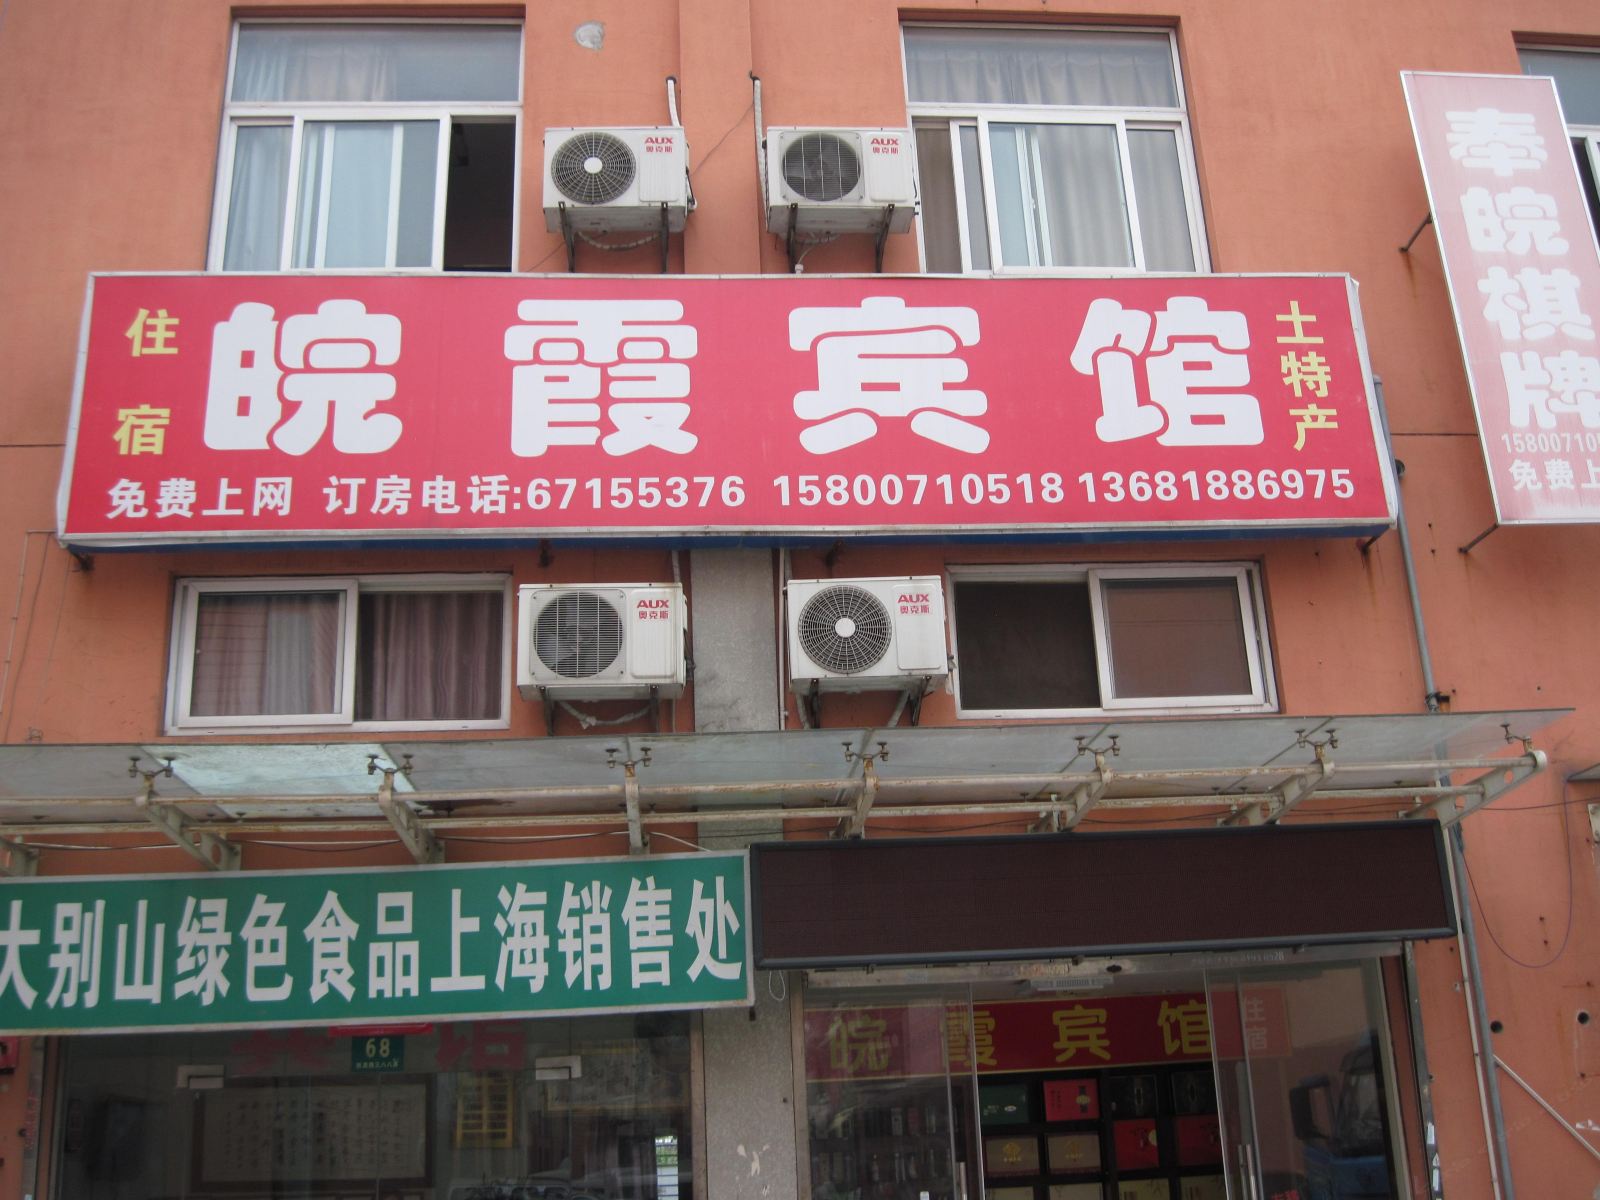 AUX
奥克斯
AUX
奥克斯
奉皖棋牌
免费上
住宿
皖霞宾馆
土特产
免费上网 订房电话:67155376 15800710518 13681886975
AUX
奥克斯
AUX
奥克斯
大别山绿色食品上海销售处
皖霞宾馆
住宿
宾馆
68